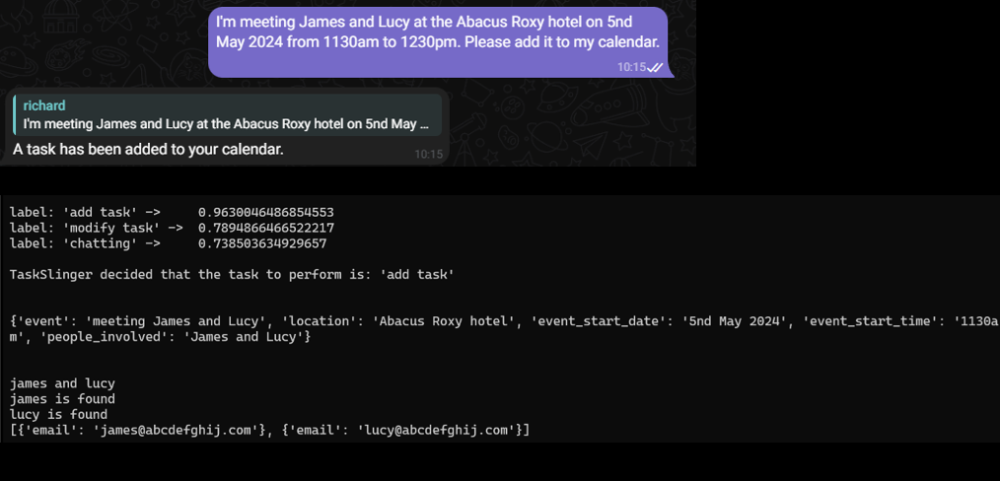 I'm meeting James and Lucy at the Abacus Roxy hotel on 5nd
May 2024 from 1130am to 1230pm. Please add it to my calendar.
10:15
richard
I'm meeting James and Lucy at the Abacus Roxy hotel on 5nd May ...
A task has been added to your calendar.
10:15
label: 'add task' -> 0.9630046486854553
label: 'modify task' -> 0.7894866466522217
label: 'chatting' -> 0.738503634929657
TaskSlinger decided that the task to perform is: 'add task'
{'event': 'meeting James and Lucy', 'location': 'Abacus Roxy hotel', 'event_start_date': '5nd May 2024', 'event_start_time': '1130a
m', 'people_involved': 'James and Lucy'}
james and lucy
james is found
lucy is found
[{'email': 'james@abcdefghij.com'}, {'email': 'lucy@abcdefghij.com'}]